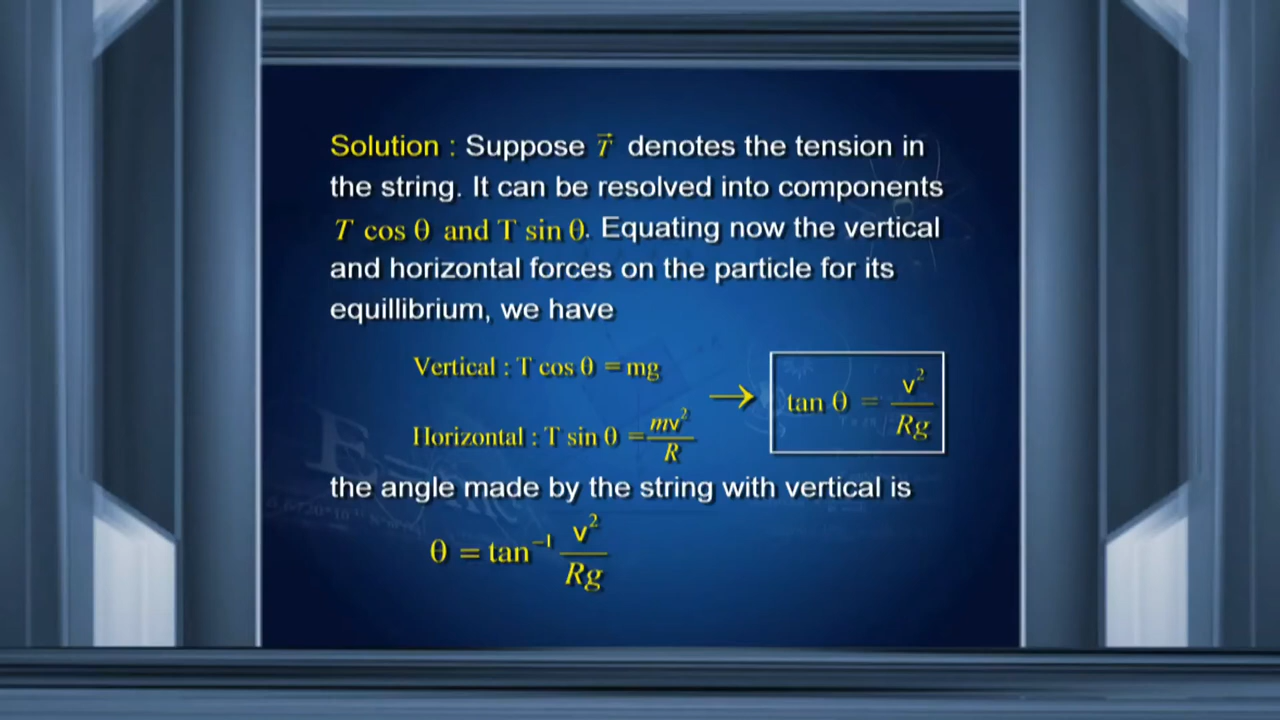 Solution : Suppose T⃗ denotes the tension in
the string. It can be resolved into components
T cos θ and T sin θ. Equating now the vertical
and horizontal forces on the particle for its
equillibrium, we have
Vertical : T cos θ = mg
Horizontal : T sin θ = mv²/R
→ tan θ = v²/Rg
the angle made by the string with vertical is
θ = tan⁻¹ v²/Rg